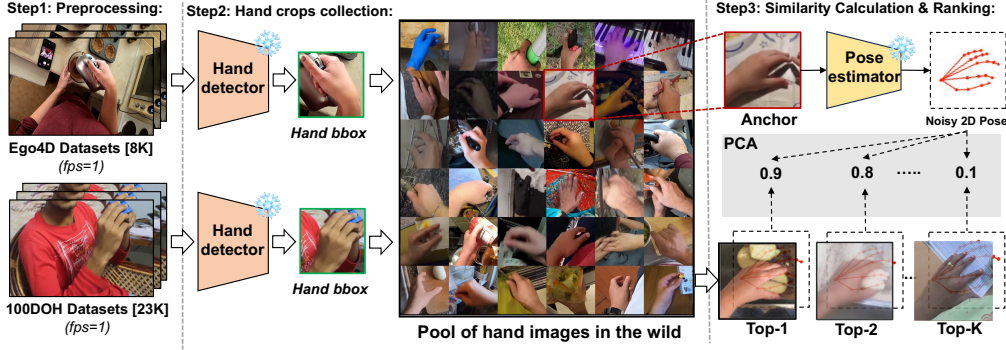 Step1: Preprocessing:
Ego4D Datasets [8K]
(fps=1)
100DOH Datasets [23K]
(fps=1)
Step2: Hand crops collection:
Hand
detector
Hand bbox
Hand
detector
Hand bbox
Pool of hand images in the wild
Step3: Similarity Calculation & Ranking:
Anchor
Pose
estimator
Noisy 2D Pose
PCA
0.9
0.8
.....
0.1
Top-1
Top-2
Top-K